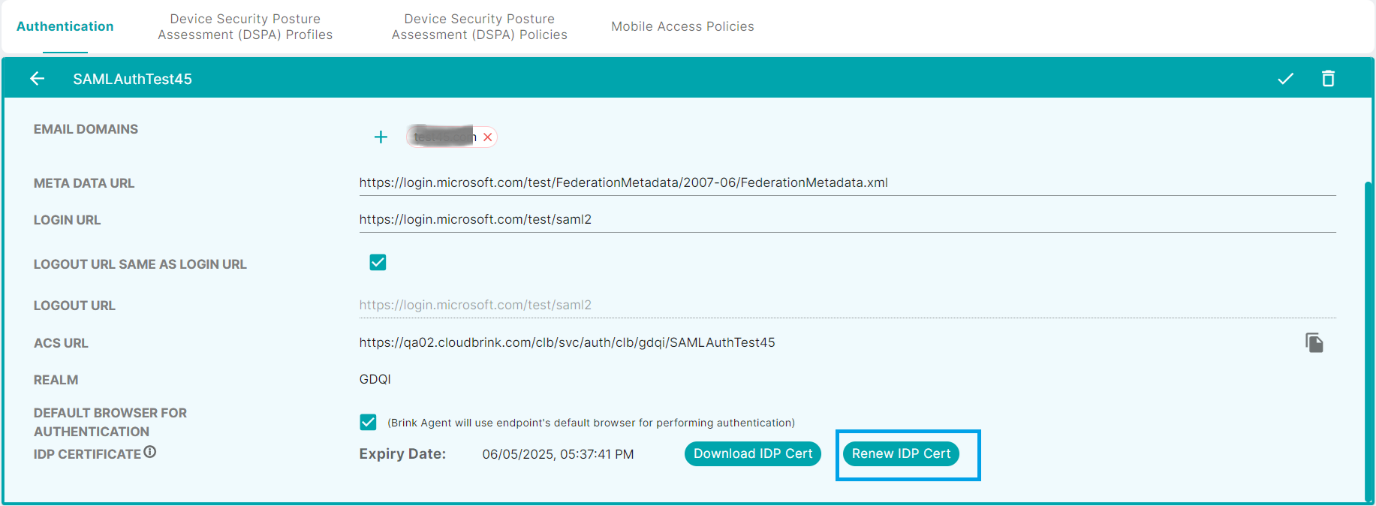 Authentication
Device Security Posture
Assessment (DSPA) Profiles
Device Security Posture
Assessment (DSPA) Policies
Mobile Access Policies
SAMLAuthTest45
EMAIL DOMAINS
META DATA URL
https://login.microsoft.com/test/FederationMetadata/2007-06/FederationMetadata.xml
LOGIN URL
https://login.microsoft.com/test/saml2
LOGOUT URL SAME AS LOGIN URL
LOGOUT URL
https://login.microsoft.com/test/saml2
ACS URL
https://qa02.cloudbrink.com/clb/svc/auth/clb/gdqi/SAMLAuthTest45
REALM
GDQI
DEFAULT BROWSER FOR
AUTHENTICATION
(Brink Agent will use endpoint's default browser for performing authentication)
IDP CERTIFICATE
Expiry Date: 06/05/2025, 05:37:41 PM
Download IDP Cert
Renew IDP Cert